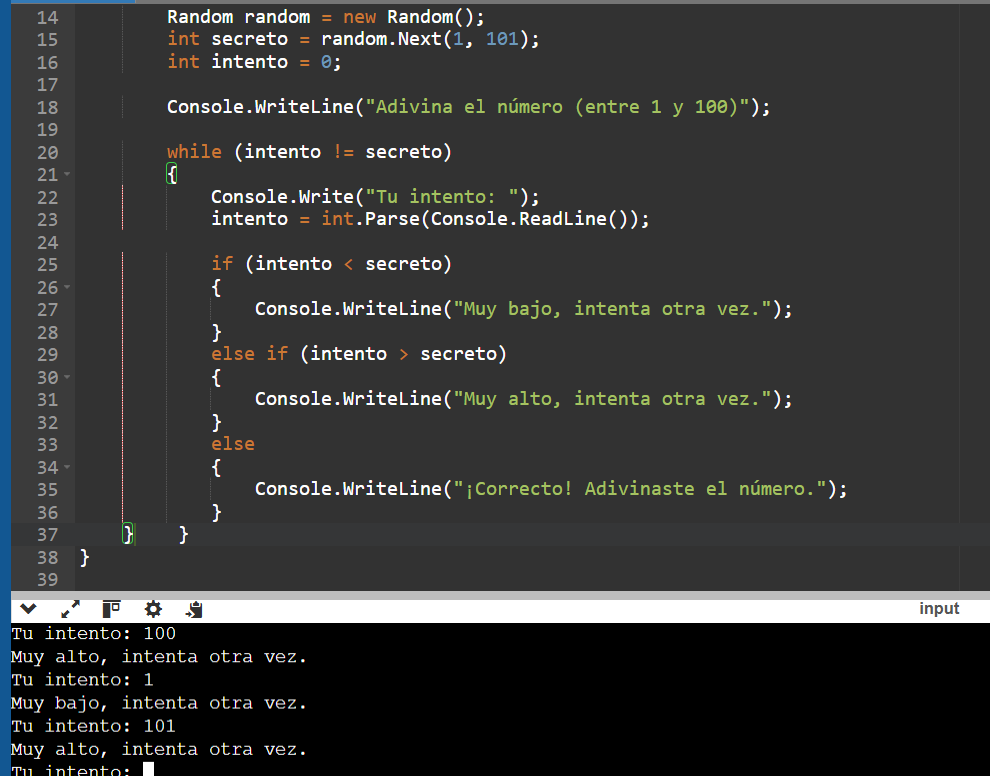 14        Random random = new Random();
15        int secreto = random.Next(1, 101);
16        int intento = 0;
17
18        Console.WriteLine("Adivina el número (entre 1 y 100)");
19
20        while (intento != secreto)
21        {
22            Console.Write("Tu intento: ");
23            intento = int.Parse(Console.ReadLine());
24
25            if (intento < secreto)
26            {
27                Console.WriteLine("Muy bajo, intenta otra vez.");
28            }
29            else if (intento > secreto)
30            {
31                Console.WriteLine("Muy alto, intenta otra vez.");
32            }
33            else
34            {
35                Console.WriteLine("¡Correcto! Adivinaste el número.");
36            }
37    }    }
38}
39
input
Tu intento: 100
Muy alto, intenta otra vez.
Tu intento: 1
Muy bajo, intenta otra vez.
Tu intento: 101
Muy alto, intenta otra vez.
Tu intento: